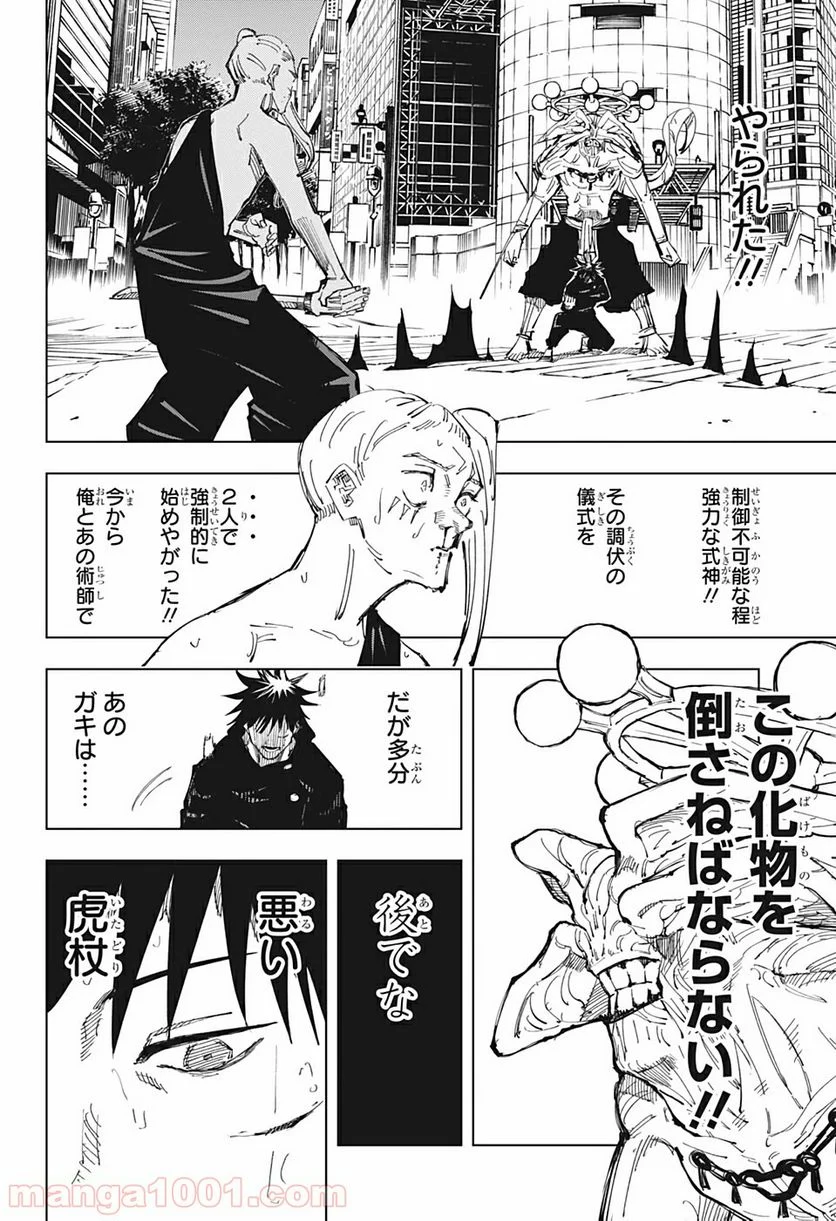 ――やられた!!
制御不可能な程
強力な式神!!
その調伏の
儀式を
2人で
強制的に
始めやがった!!
今から
俺とあの術師で
この化物を
倒さねばならない!!
だが多分
あの
ガキは……
後でな
悪い
虎杖
manga1001.com